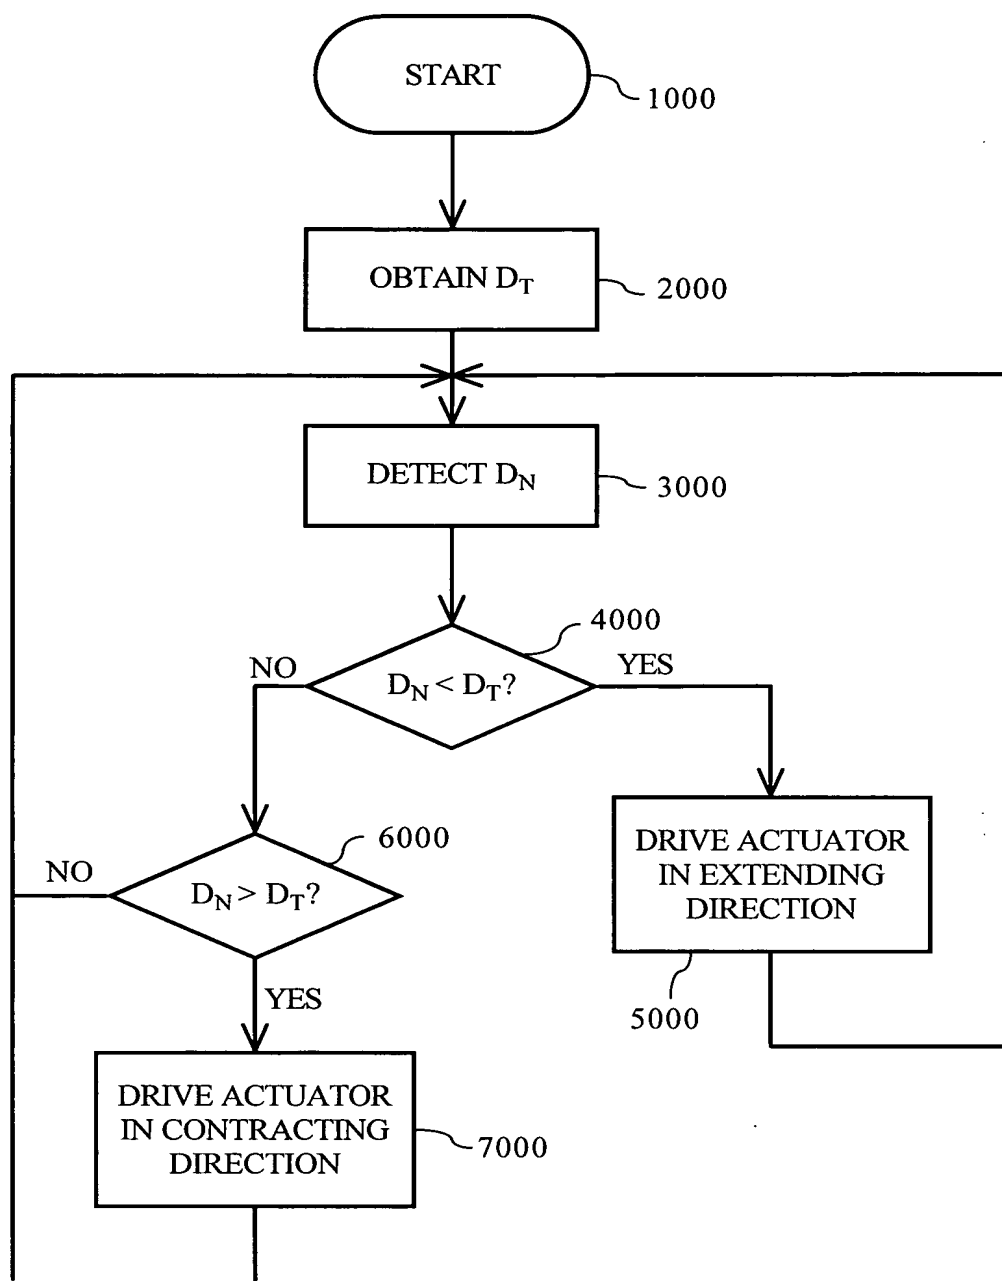 START
1000
OBTAIN D_T
2000
DETECT D_N
3000
4000
NO
YES
D_N < D_T?
6000
NO
D_N > D_T?
DRIVE ACTUATOR
IN EXTENDING
DIRECTION
5000
YES
DRIVE ACTUATOR
IN CONTRACTING
DIRECTION
7000